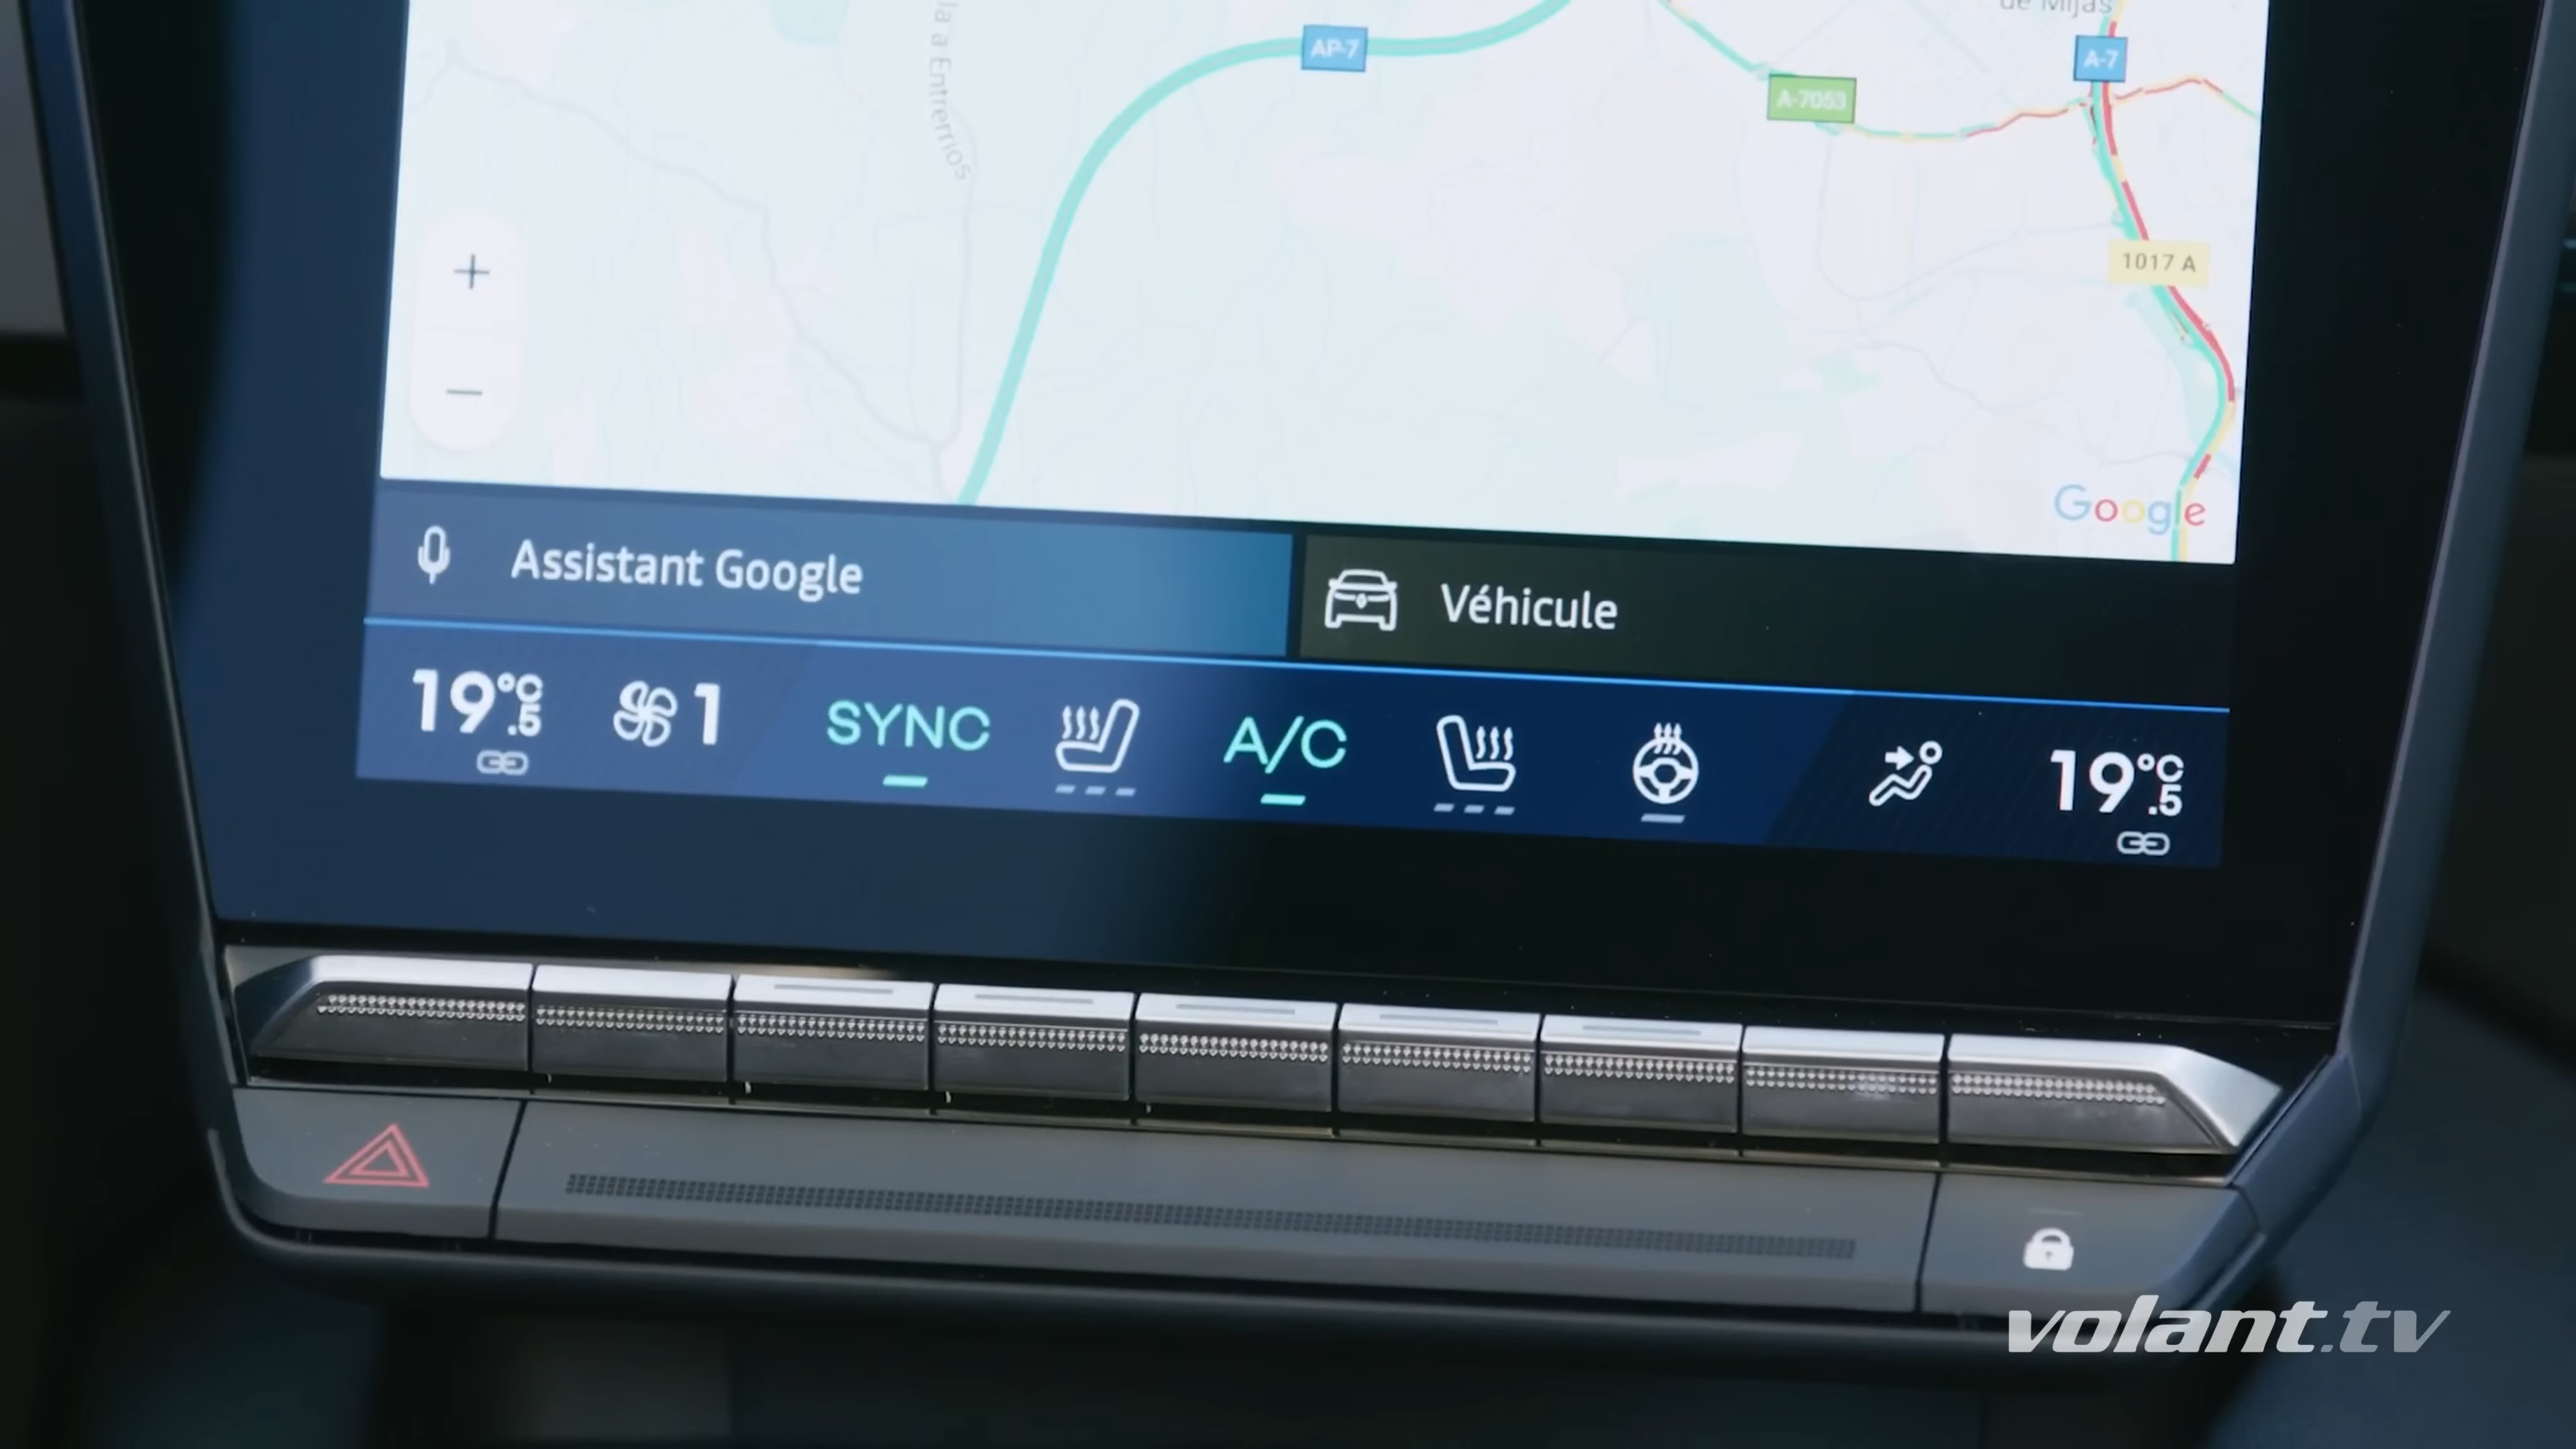 de Mijas
AP-7
A-7
A-7053
la a Entrerrios
1017 A
+
−
Google
Assistant Google
Véhicule
19°C.5
1
SYNC
A/C
19°C.5
volant.tv